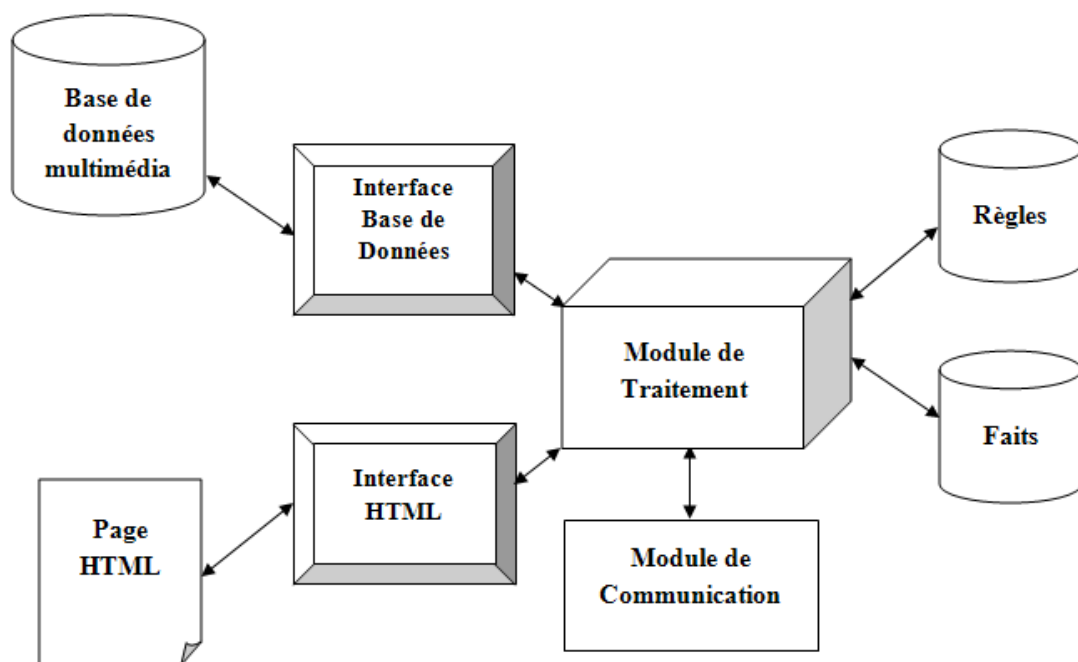 Base de
données
multimédia
Interface
Base de
Données
Règles
Module de
Traitement
Faits
Interface
HTML
Page
HTML
Module de
Communication